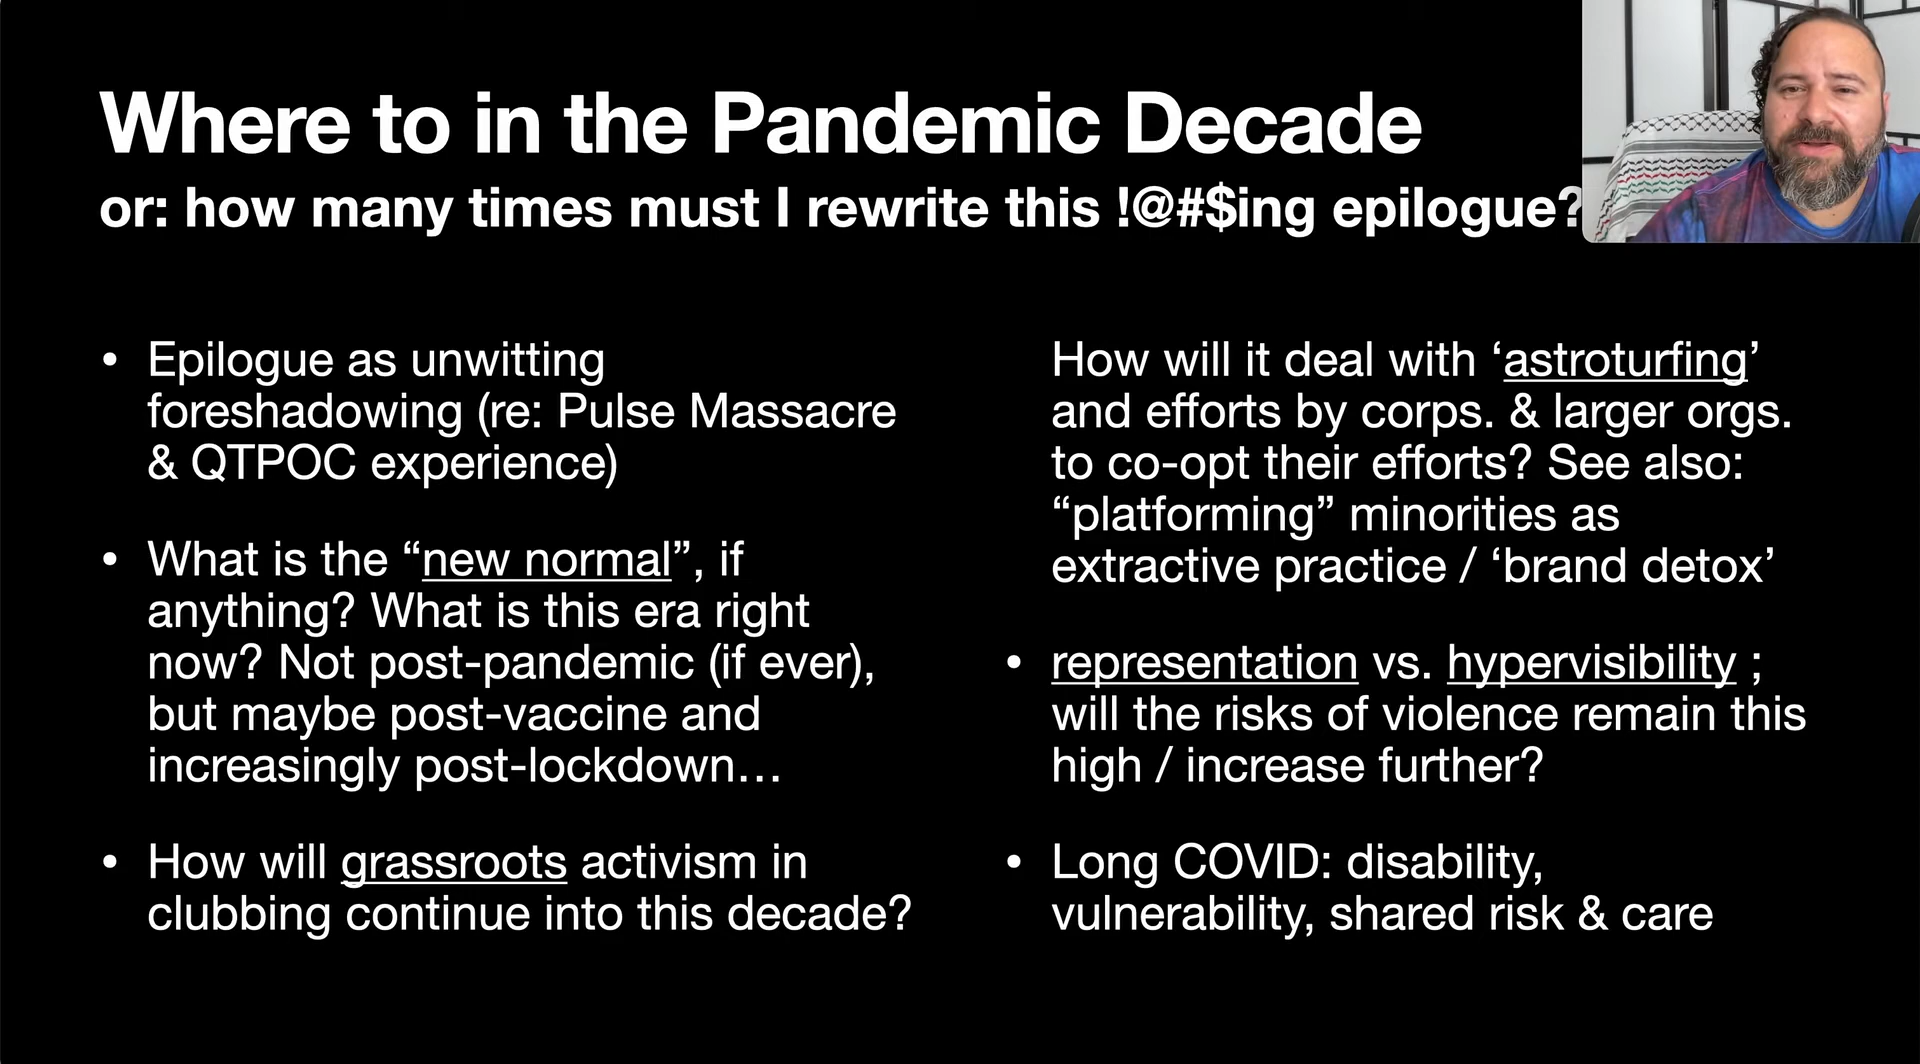 Where to in the Pandemic Decade
or: how many times must I rewrite this !@#$ing epilogue?
• Epilogue as unwitting
foreshadowing (re: Pulse Massacre
& QTPOC experience)
• What is the “new normal”, if
anything? What is this era right
now? Not post-pandemic (if ever),
but maybe post-vaccine and
increasingly post-lockdown…
• How will grassroots activism in
clubbing continue into this decade?
How will it deal with ‘astroturfing’
and efforts by corps. & larger orgs.
to co-opt their efforts? See also:
“platforming” minorities as
extractive practice / ‘brand detox’
• representation vs. hypervisibility ;
will the risks of violence remain this
high / increase further?
• Long COVID: disability,
vulnerability, shared risk & care